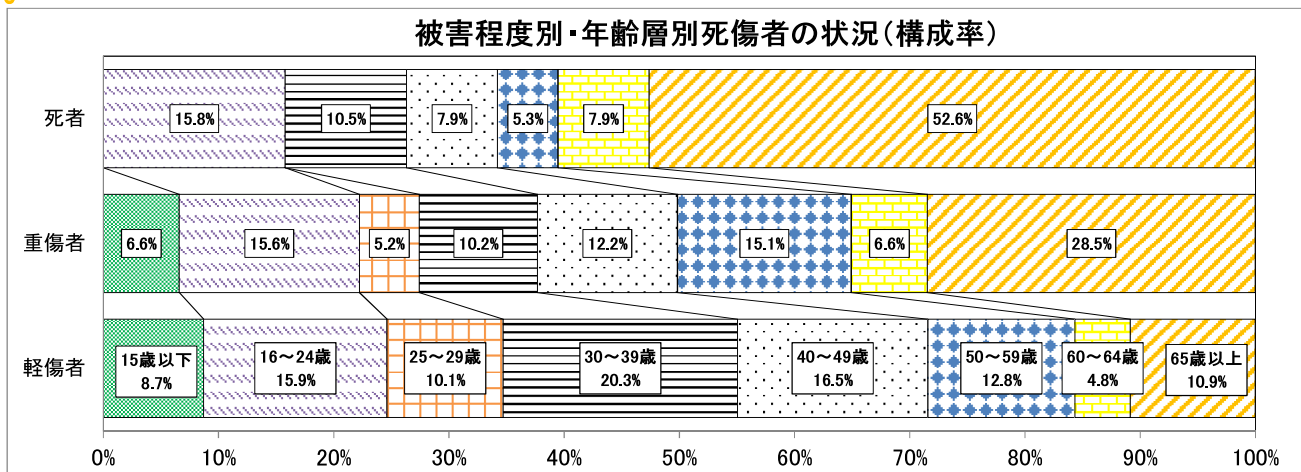 被害程度別・年齢層別死傷者の状況(構成率)
死者
15.8%
10.5%
7.9%
5.3%
7.9%
52.6%
重傷者
6.6%
15.6%
5.2%
10.2%
12.2%
15.1%
6.6%
28.5%
軽傷者
15歳以下
8.7%
16～24歳
15.9%
25～29歳
10.1%
30～39歳
20.3%
40～49歳
16.5%
50～59歳
12.8%
60～64歳
4.8%
65歳以上
10.9%
0% 10% 20% 30% 40% 50% 60% 70% 80% 90% 100%